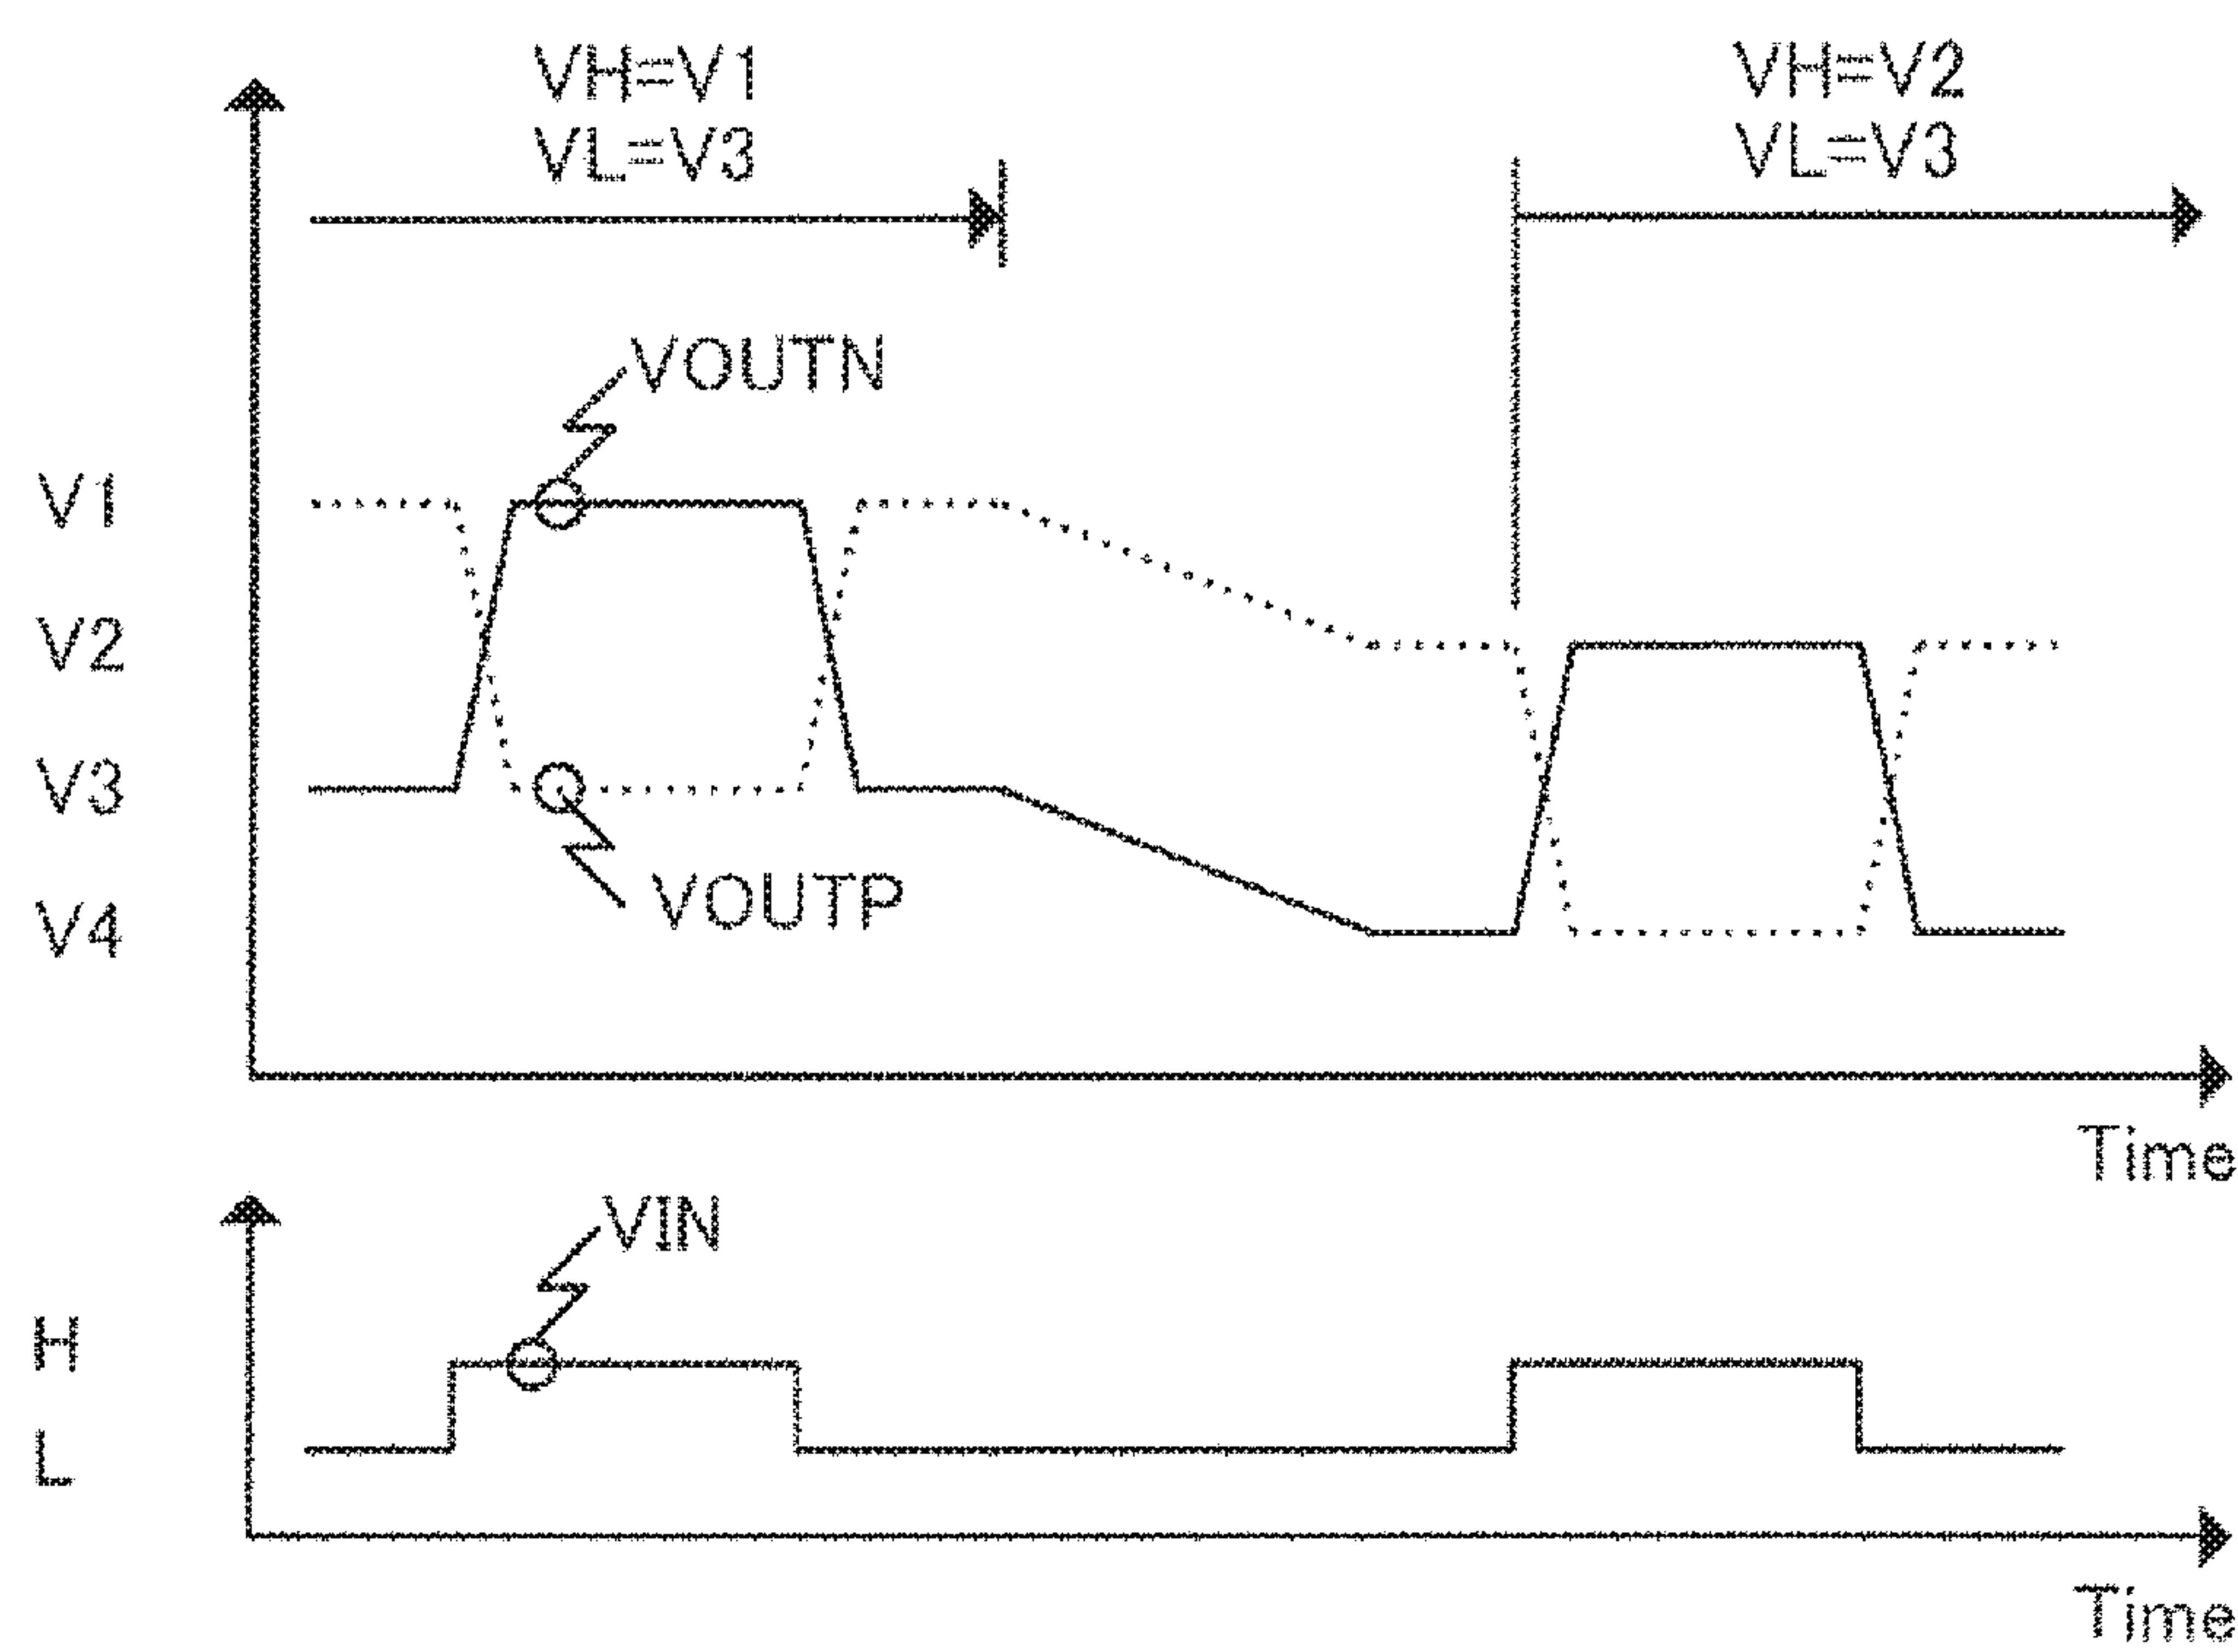 VH=V1
VL=V3
VH=V2
VL=V3
VOUTN
V1
V2
V3
VOUTP
V4
Time
VIN
H
L
Time